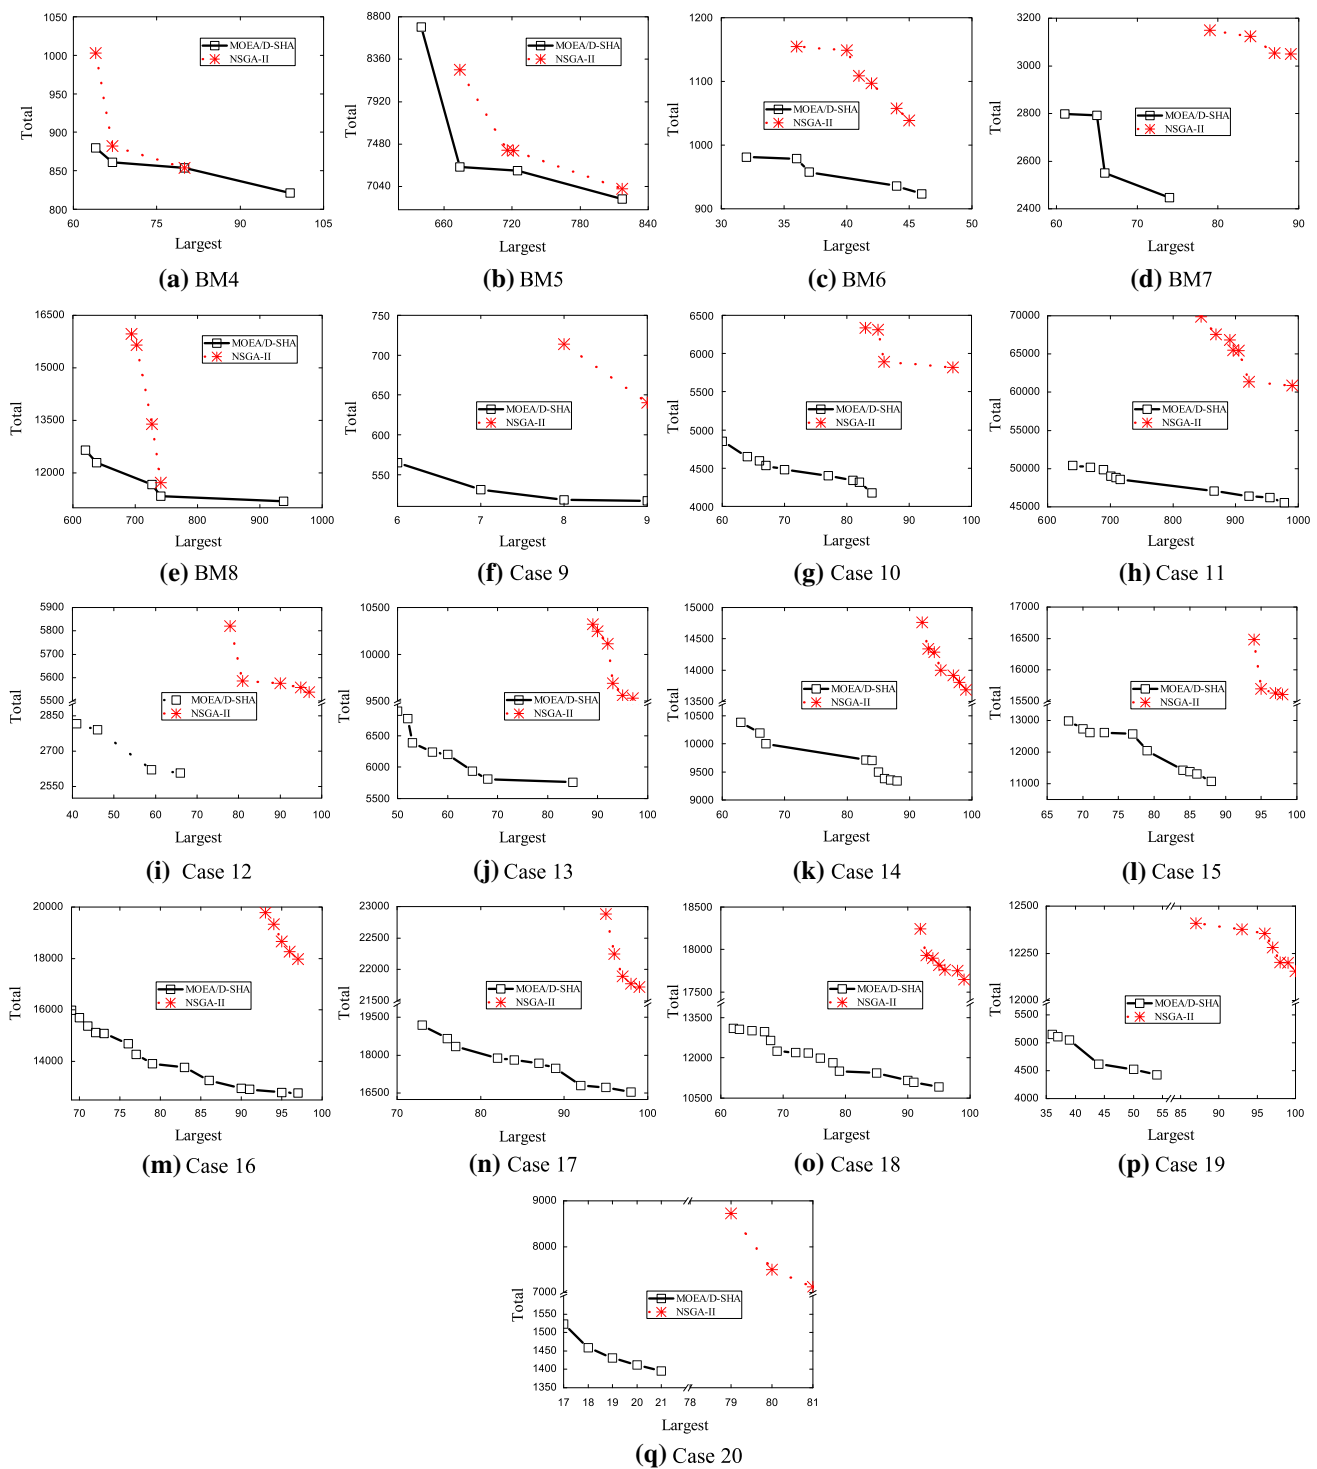 1050
1000
950
900
850
800
60
75
90
105
Total
Largest
MOEA/D-SHA
NSGA-II
(a) BM4
8800
8360
7920
7480
7040
660
720
780
840
Total
Largest
MOEA/D-SHA
NSGA-II
(b) BM5
1200
1100
1000
900
30
35
40
45
50
Total
Largest
MOEA/D-SHA
NSGA-II
(c) BM6
3200
3000
2800
2600
2400
60
70
80
90
Total
Largest
MOEA/D-SHA
NSGA-II
(d) BM7
16500
15000
13500
12000
600
700
800
900
1000
Total
Largest
MOEA/D-SHA
NSGA-II
(e) BM8
750
700
650
600
550
6
7
8
9
Total
Largest
MOEA/D-SHA
NSGA-II
(f) Case 9
6500
6000
5500
5000
4500
4000
60
70
80
90
100
Total
Largest
MOEA/D-SHA
NSGA-II
(g) Case 10
70000
65000
60000
55000
50000
45000
600
700
800
900
1000
Total
Largest
MOEA/D-SHA
NSGA-II
(h) Case 11
5900
5800
5700
5600
5500
2850
2700
2550
40
50
60
70
80
90
100
Total
Largest
MOEA/D-SHA
NSGA-II
(i) Case 12
10500
10000
9500
6500
6000
5500
50
60
70
80
90
100
Total
Largest
MOEA/D-SHA
NSGA-II
(j) Case 13
15000
14500
14000
13500
10500
10000
9500
9000
60
70
80
90
100
Total
Largest
MOEA/D-SHA
NSGA-II
(k) Case 14
17000
16500
16000
15500
13000
12000
11000
65
70
75
80
85
90
95
100
Total
Largest
MOEA/D-SHA
NSGA-II
(l) Case 15
20000
18000
16000
14000
70
75
80
85
90
95
100
Total
Largest
MOEA/D-SHA
NSGA-II
(m) Case 16
23000
22500
22000
21500
19500
18000
16500
70
80
90
100
Total
Largest
MOEA/D-SHA
NSGA-II
(n) Case 17
18500
18000
17500
13500
12000
10500
60
70
80
90
100
Total
Largest
MOEA/D-SHA
NSGA-II
(o) Case 18
12500
12250
12000
5500
5000
4500
4000
35
40
45
50
54
85
90
95
100
Total
Largest
MOEA/D-SHA
NSGA-II
(p) Case 19
9000
8000
7000
1550
1500
1450
1400
1350
17
18
19
20
21
78
79
80
81
Total
Largest
MOEA/D-SHA
NSGA-II
(q) Case 20